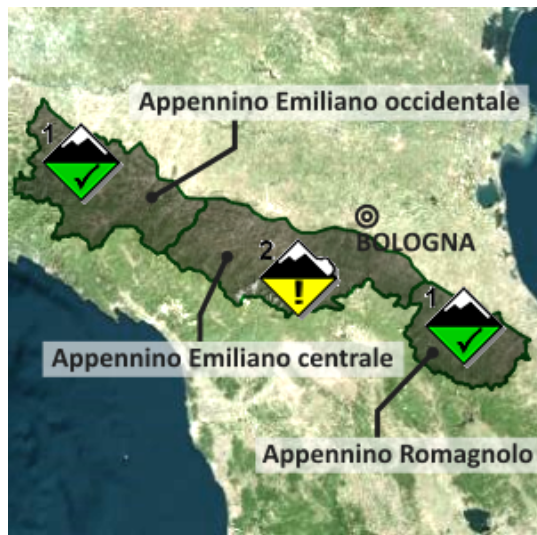 Appennino Emiliano occidentale
1
2
BOLOGNA
!
1
Appennino Emiliano centrale
Appennino Romagnolo